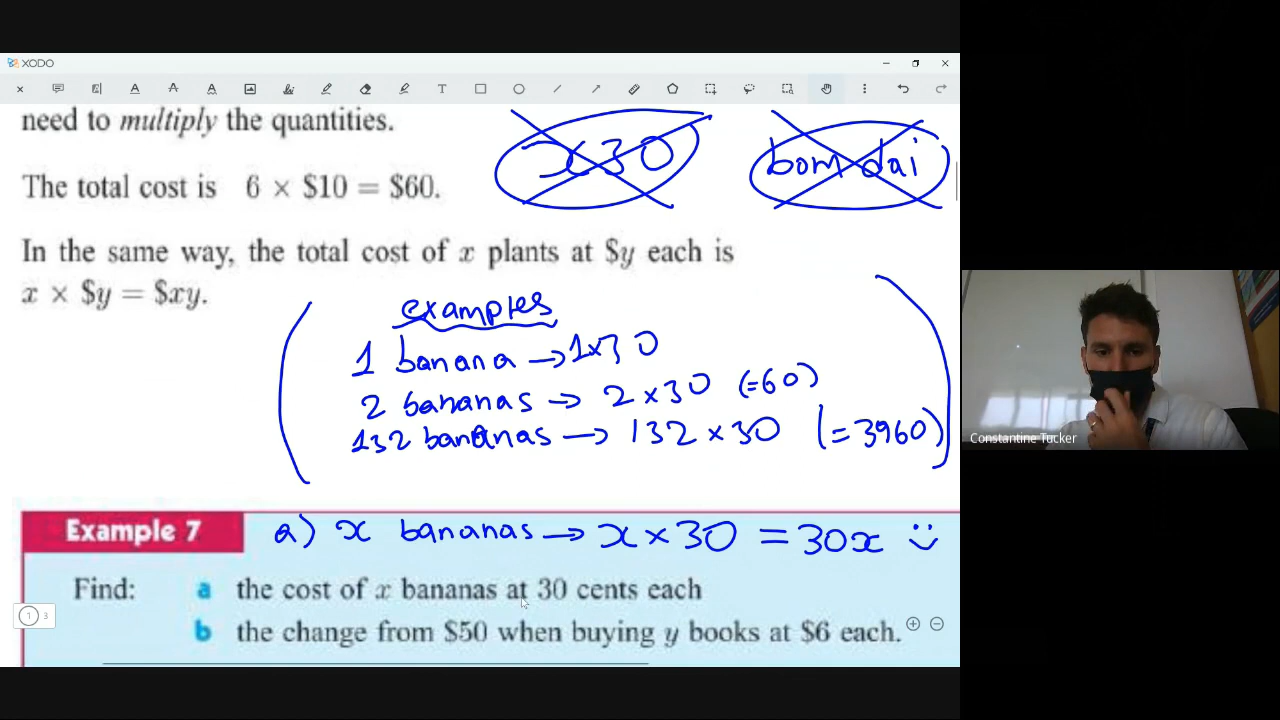 XODO
need to multiply the quantities.
x30
bom dai
The total cost is 6 × $10 = $60.
In the same way, the total cost of x plants at $y each is
x × $y = $xy.
examples
1 banana → 1×30
2 bananas → 2×30 (=60)
132 bananas → 132×30 (=3960)
Constantine Tucker
Example 7
a) x bananas → x×30 = 30x
Find: a the cost of x bananas at 30 cents each
1 3
b the change from $50 when buying y books at $6 each.